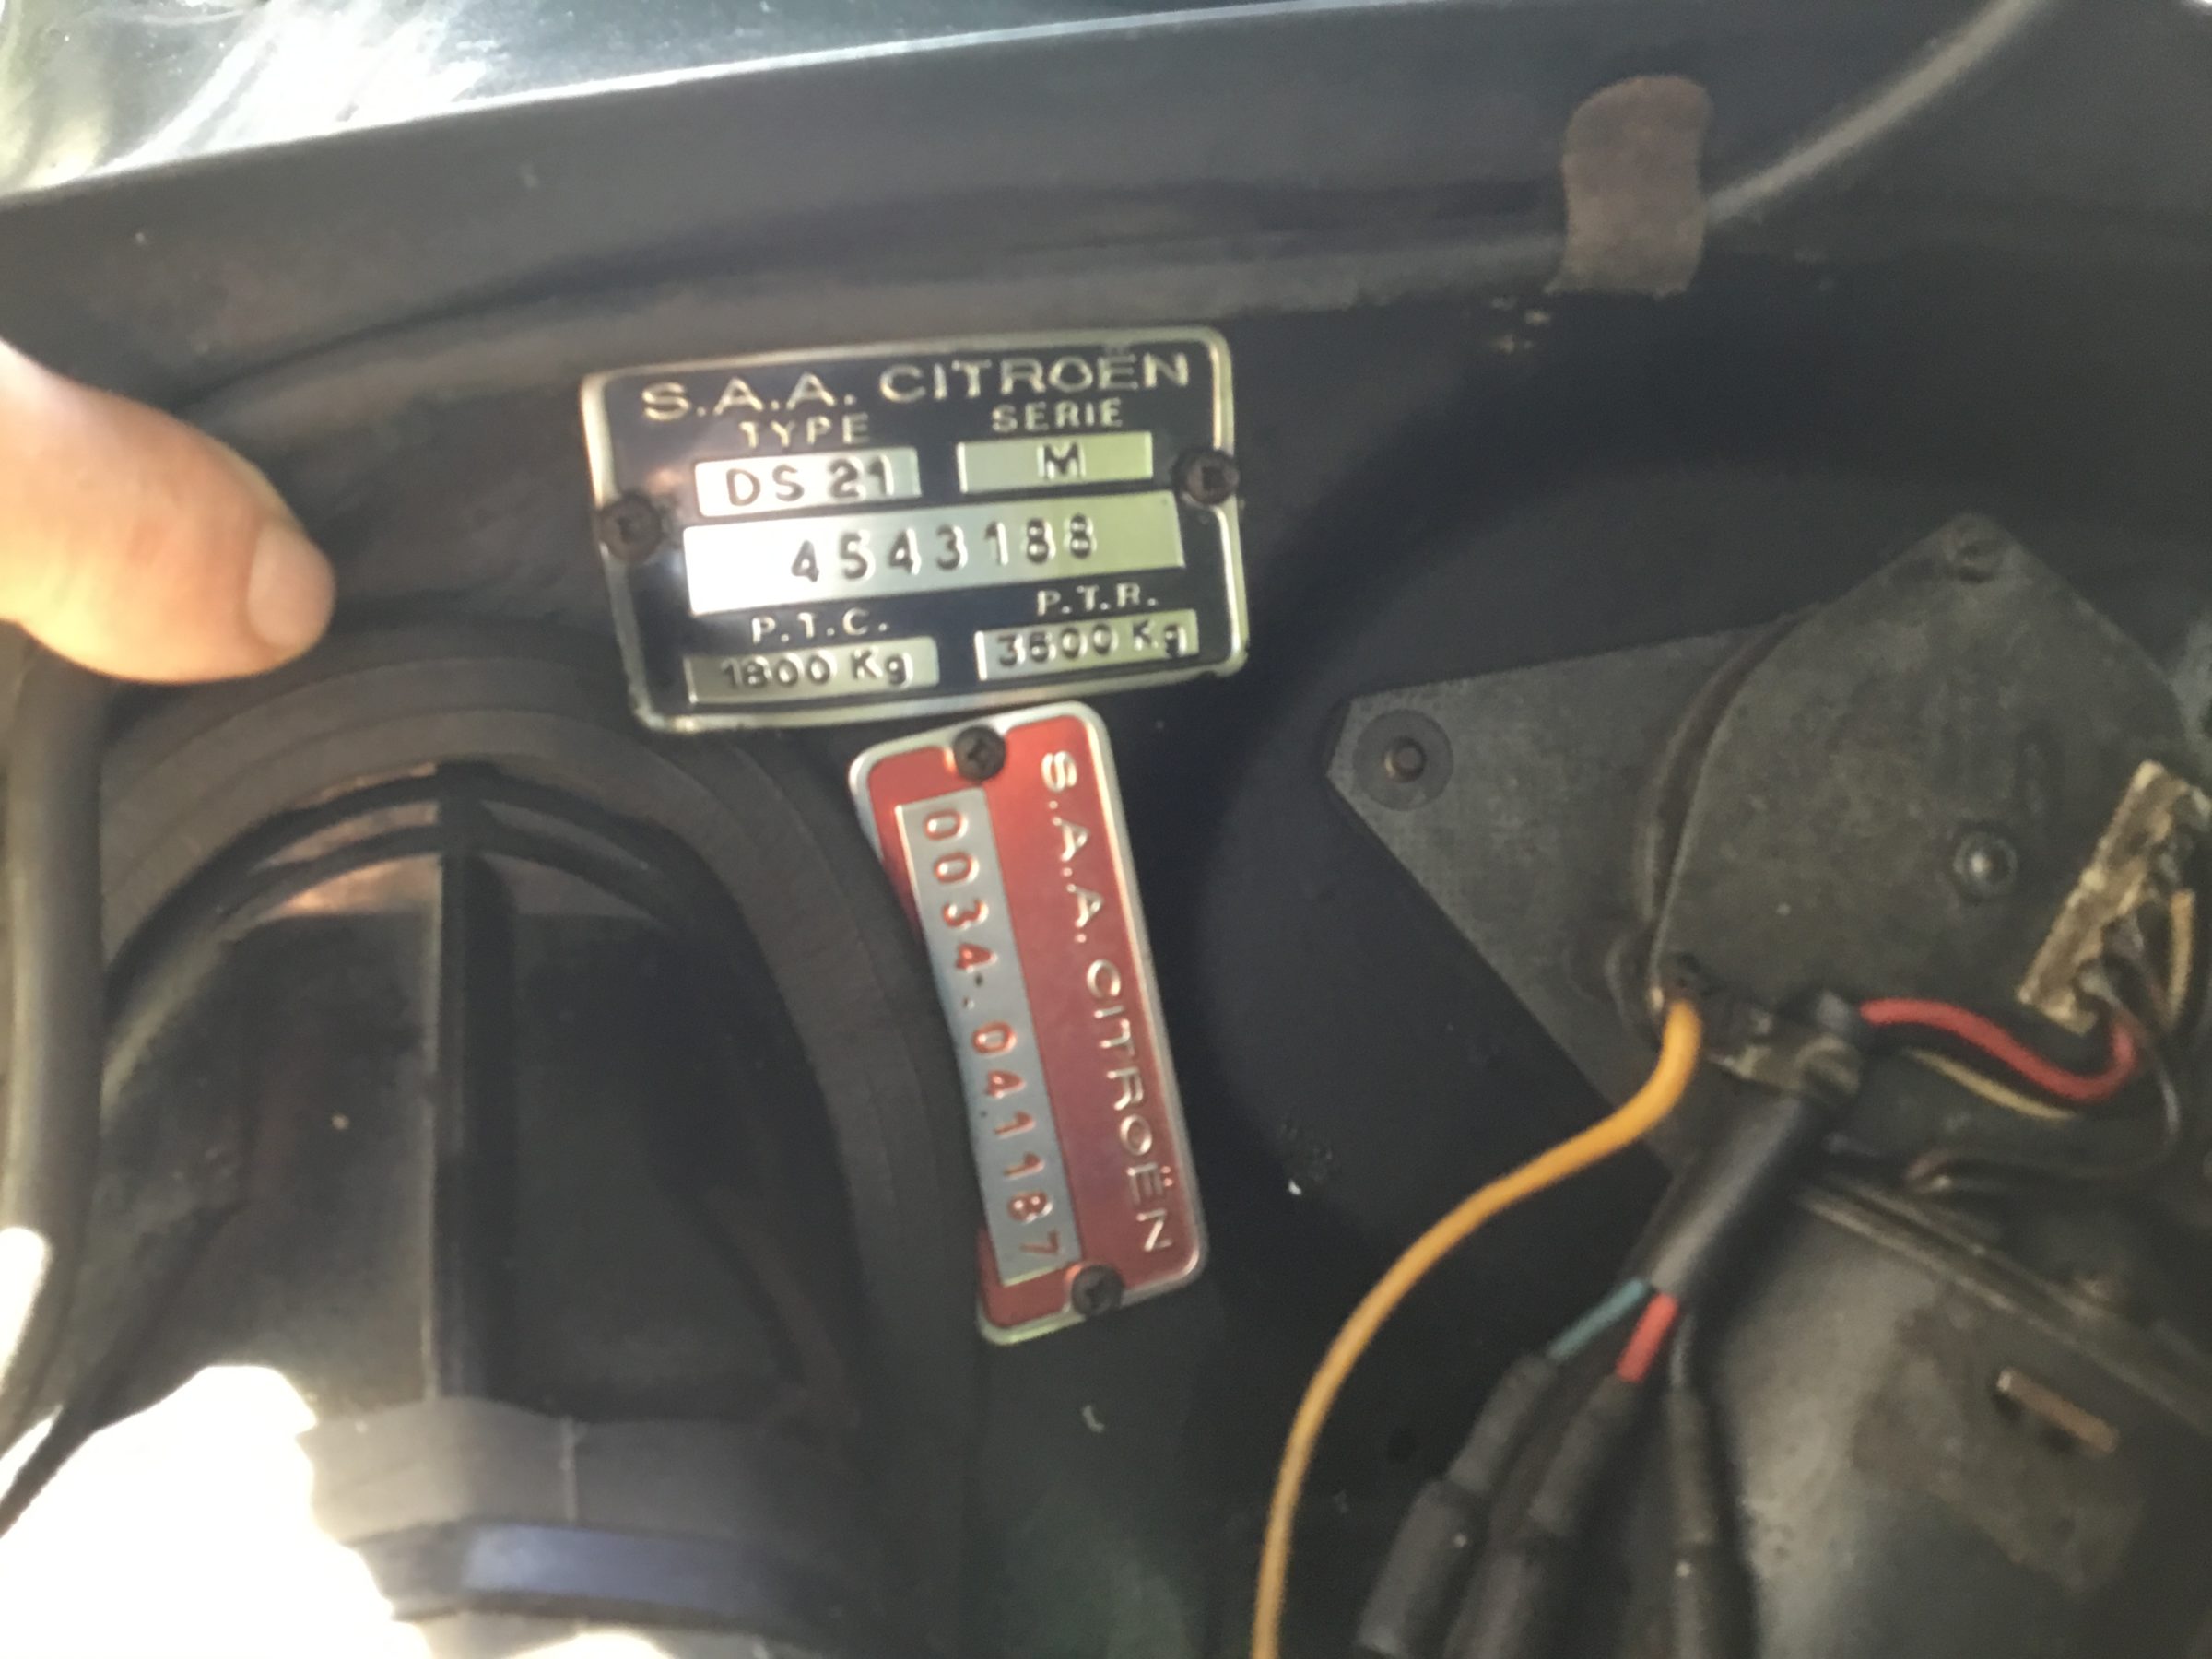 S.A.A. CITROËN
TYPE SERIE
DS 21 M
4543188
P.T.C. P.T.R.
1800 Kg 3500 Kg
S.A.A. CITROËN
0034·.041187